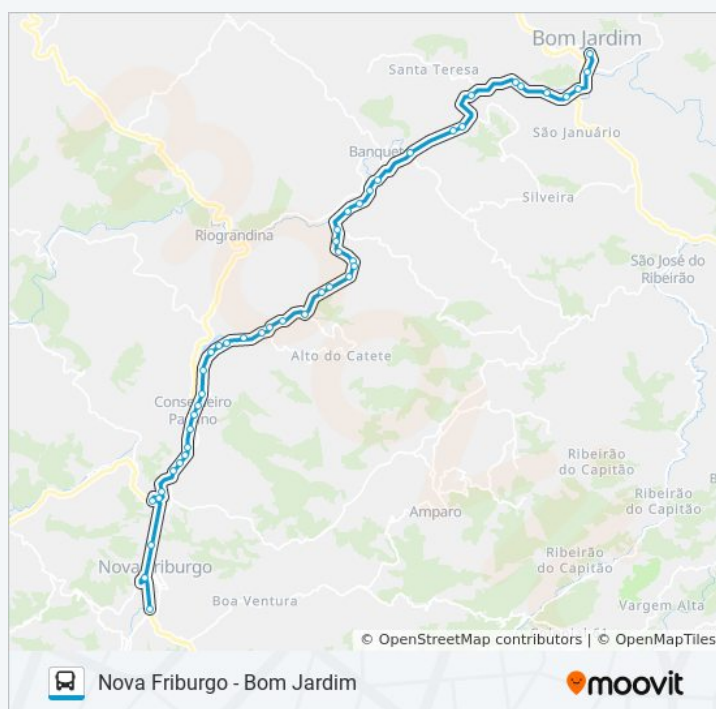 Bom Jardim
Santa Teresa
São Januário
Banquet
Silveira
Riograndina
São José do
Ribeirão
Alto do Catete
Conselheiro
Paulino
Ribeirão
do Capitão
Ribeirão
do Capitão
Amparo
Ribeirão
do Capitão
Nova Friburgo
Boa Ventura
Vargem Alta
© OpenStreetMap contributors | © OpenMapTiles
Nova Friburgo - Bom Jardim
moovit